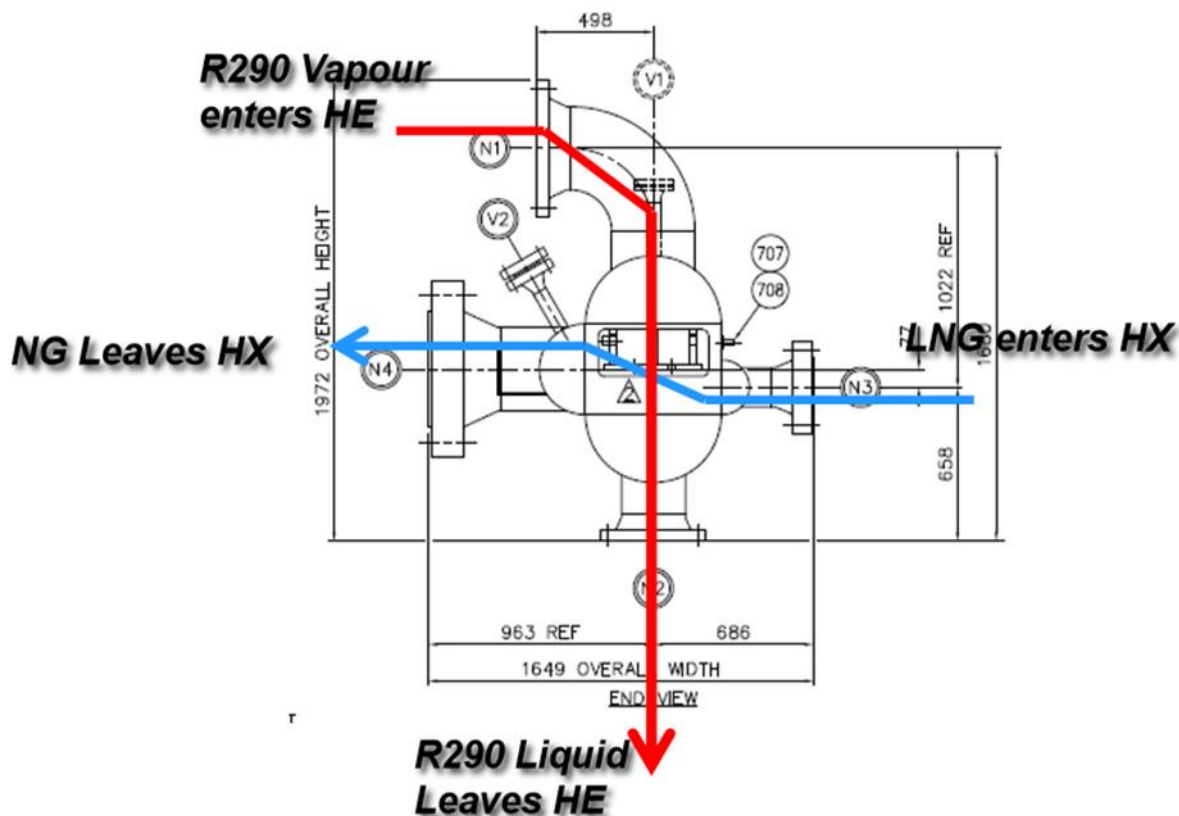 498
R290 Vapour
enters HE
V1
N1
V2
707
708
1972 OVERALL HEIGHT
1022 REF
77
NG Leaves HX
LNG enters HX
N4
N3
2
658
N2
963 REF
686
1649 OVERALL WIDTH
END VIEW
R290 Liquid
Leaves HE